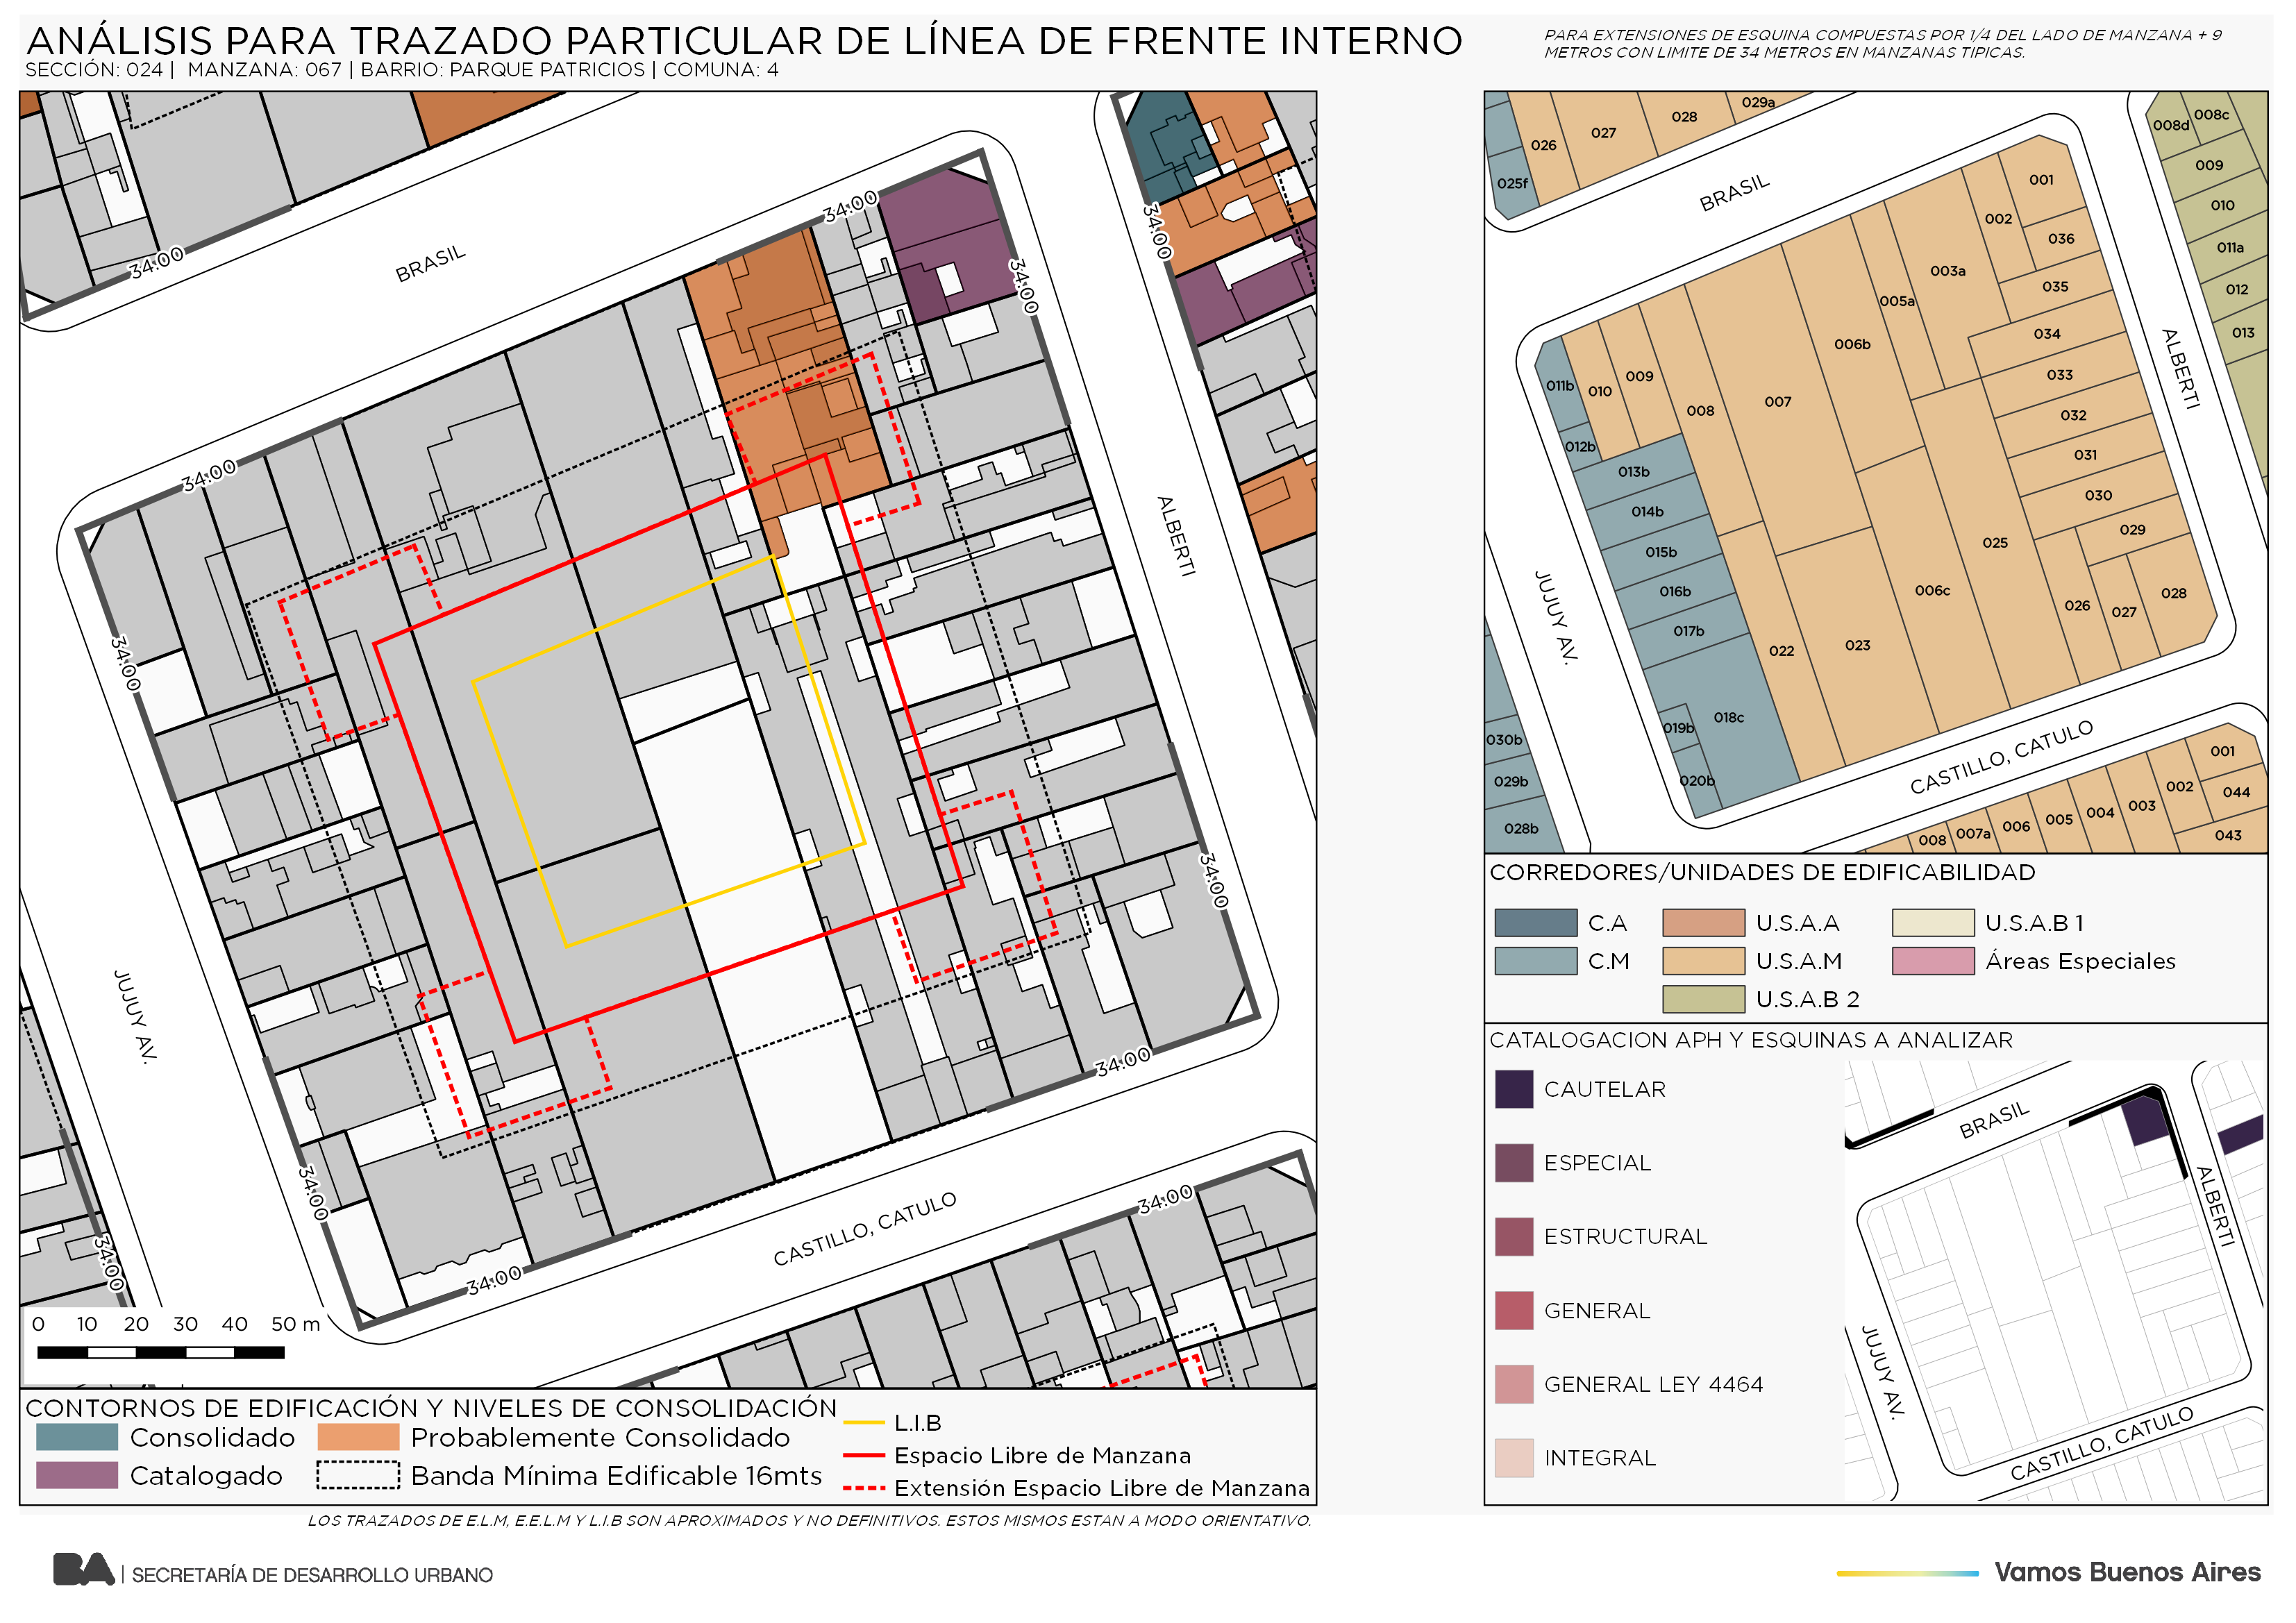 ANÁLISIS PARA TRAZADO PARTICULAR DE LÍNEA DE FRENTE INTERNO
SECCIÓN: 024 | MANZANA: 067 | BARRIO: PARQUE PATRICIOS | COMUNA: 4
PARA EXTENSIONES DE ESQUINA COMPUESTAS POR 1/4 DEL LADO DE MANZANA + 9
METROS CON LIMITE DE 34 METROS EN MANZANAS TIPICAS.
34:00
BRASIL
34:00
34:00
34:00
34:00
34:00
ALBERTI
34:00
JUJUY AV.
34:00
34:00
34:00
34:00
34:00
34:00
CASTILLO, CATULO
0 10 20 30 40 50 m
CONTORNOS DE EDIFICACIÓN Y NIVELES DE CONSOLIDACIÓN
Consolidado
Probablemente Consolidado
Catalogado
Banda Mínima Edificable 16mts
L.I.B
Espacio Libre de Manzana
Extensión Espacio Libre de Manzana
LOS TRAZADOS DE E.L.M, E.E.L.M Y L.I.B SON APROXIMADOS Y NO DEFINITIVOS. ESTOS MISMOS ESTAN A MODO ORIENTATIVO.
025f
026
027
028
029a
BRASIL
008d
008c
009
010
011a
012
013
001
002
036
003a
035
005a
034
006b
033
007
032
008
031
009
030
010
029
011b
012b
013b
014b
015b
016b
017b
018c
019b
020b
022
023
006c
025
026
027
028
ALBERTI
JUJUY AV.
CASTILLO, CATULO
030b
029b
028b
008
007a
006
005
004
003
002
001
044
043
CORREDORES/UNIDADES DE EDIFICABILIDAD
C.A
U.S.A.A
U.S.A.B 1
C.M
U.S.A.M
Áreas Especiales
U.S.A.B 2
CATALOGACION APH Y ESQUINAS A ANALIZAR
CAUTELAR
ESPECIAL
ESTRUCTURAL
GENERAL
GENERAL LEY 4464
INTEGRAL
BRASIL
ALBERTI
JUJUY AV.
CASTILLO, CATULO
BA | SECRETARÍA DE DESARROLLO URBANO
Vamos Buenos Aires